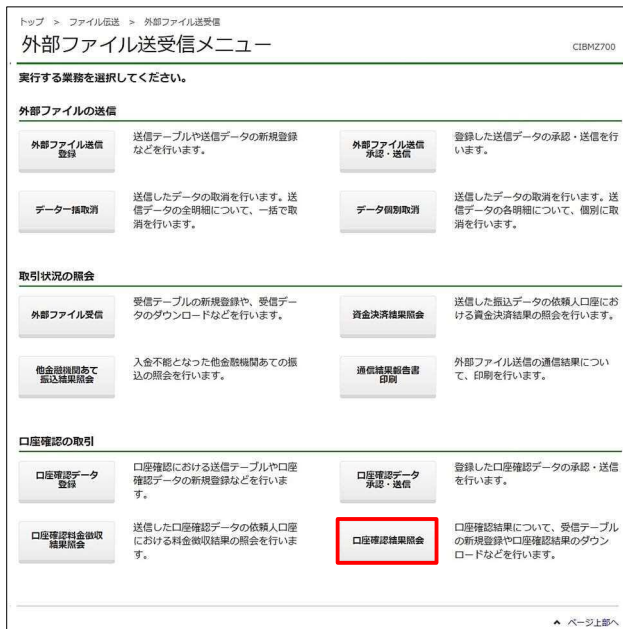 トップ > ファイル伝送 > 外部ファイル送受信
外部ファイル送受信メニュー
CIBMZ700
実行する業務を選択してください。
外部ファイルの送信
外部ファイル送信
登録
送信テーブルや送信データの新規登録
などを行います。
外部ファイル送信
承認・送信
登録した送信データの承認・送信を行
います。
データ一括取消
送信したデータの取消を行います。送
信データの全明細について、一括で取
消を行います。
データ個別取消
送信したデータの取消を行います。送
信データの各明細について、個別に取
消を行います。
取引状況の照会
外部ファイル受信
受信テーブルの新規登録や、受信デー
タのダウンロードなどを行います。
資金決済結果照会
送信した振込データの依頼人口座にお
ける資金決済結果の照会を行います。
他金融機関あて
振込結果照会
入金不能となった他金融機関あての振
込の照会を行います。
通信結果報告書
印刷
外部ファイル送信の通信結果につい
て、印刷を行います。
口座確認の取引
口座確認データ
登録
口座確認における送信テーブルや口座
確認データの新規登録などを行いま
す。
口座確認データ
承認・送信
登録した口座確認データの承認・送信
を行います。
口座確認料金徴収
結果照会
送信した口座確認データの依頼人口座
における料金徴収結果の照会を行いま
す。
口座確認結果照会
口座確認結果について、受信テーブル
の新規登録や口座確認結果のダウン
ロードなどを行います。
ページ上部へ